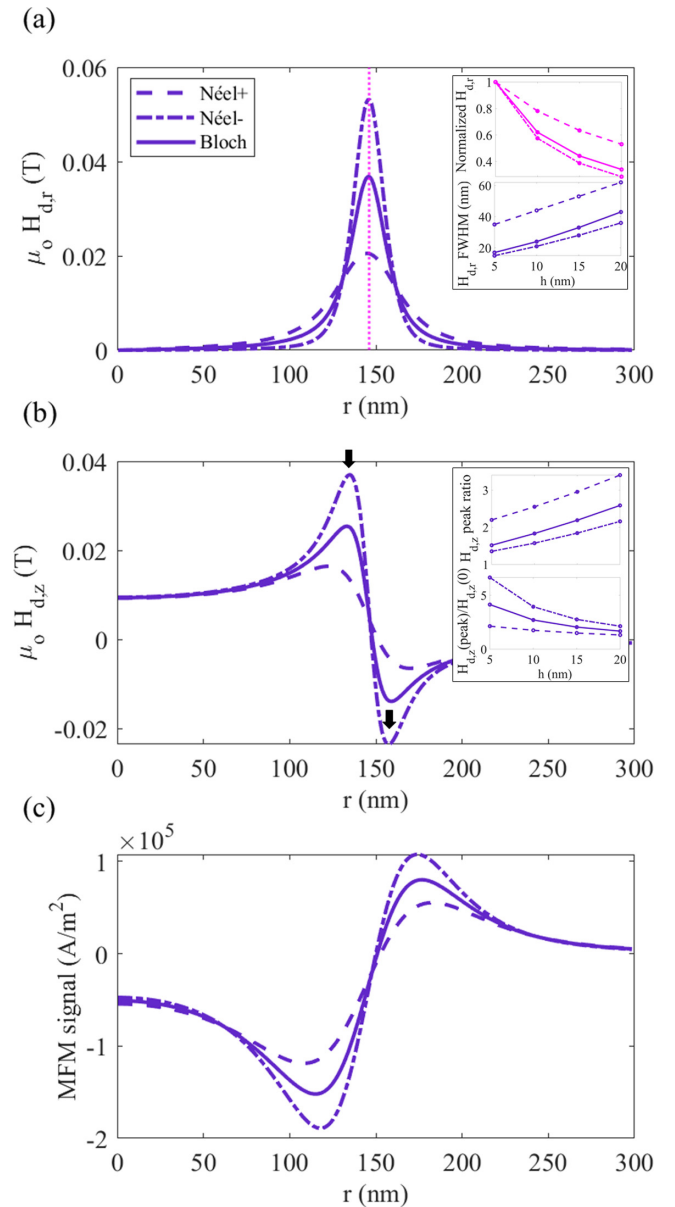 (a)
0.06
0.04
0.02
0
μo Hd,r (T)
0 50 100 150 200 250 300
r (nm)
Néel+
Néel-
Bloch
Normalized Hd,r
1
0.8
0.6
0.4
Hd,r FWHM (nm)
60
40
20
5 10 15 20
h (nm)
(b)
0.04
0.02
0
-0.02
μo Hd,z (T)
0 50 100 150 200 250 300
r (nm)
Hd,z peak ratio
3
2
1
Hd,z(peak)/Hd,z(0)
5
0
5 10 15 20
h (nm)
(c)
×10^5
1
0
-1
-2
MFM signal (A/m^2)
0 50 100 150 200 250 300
r (nm)